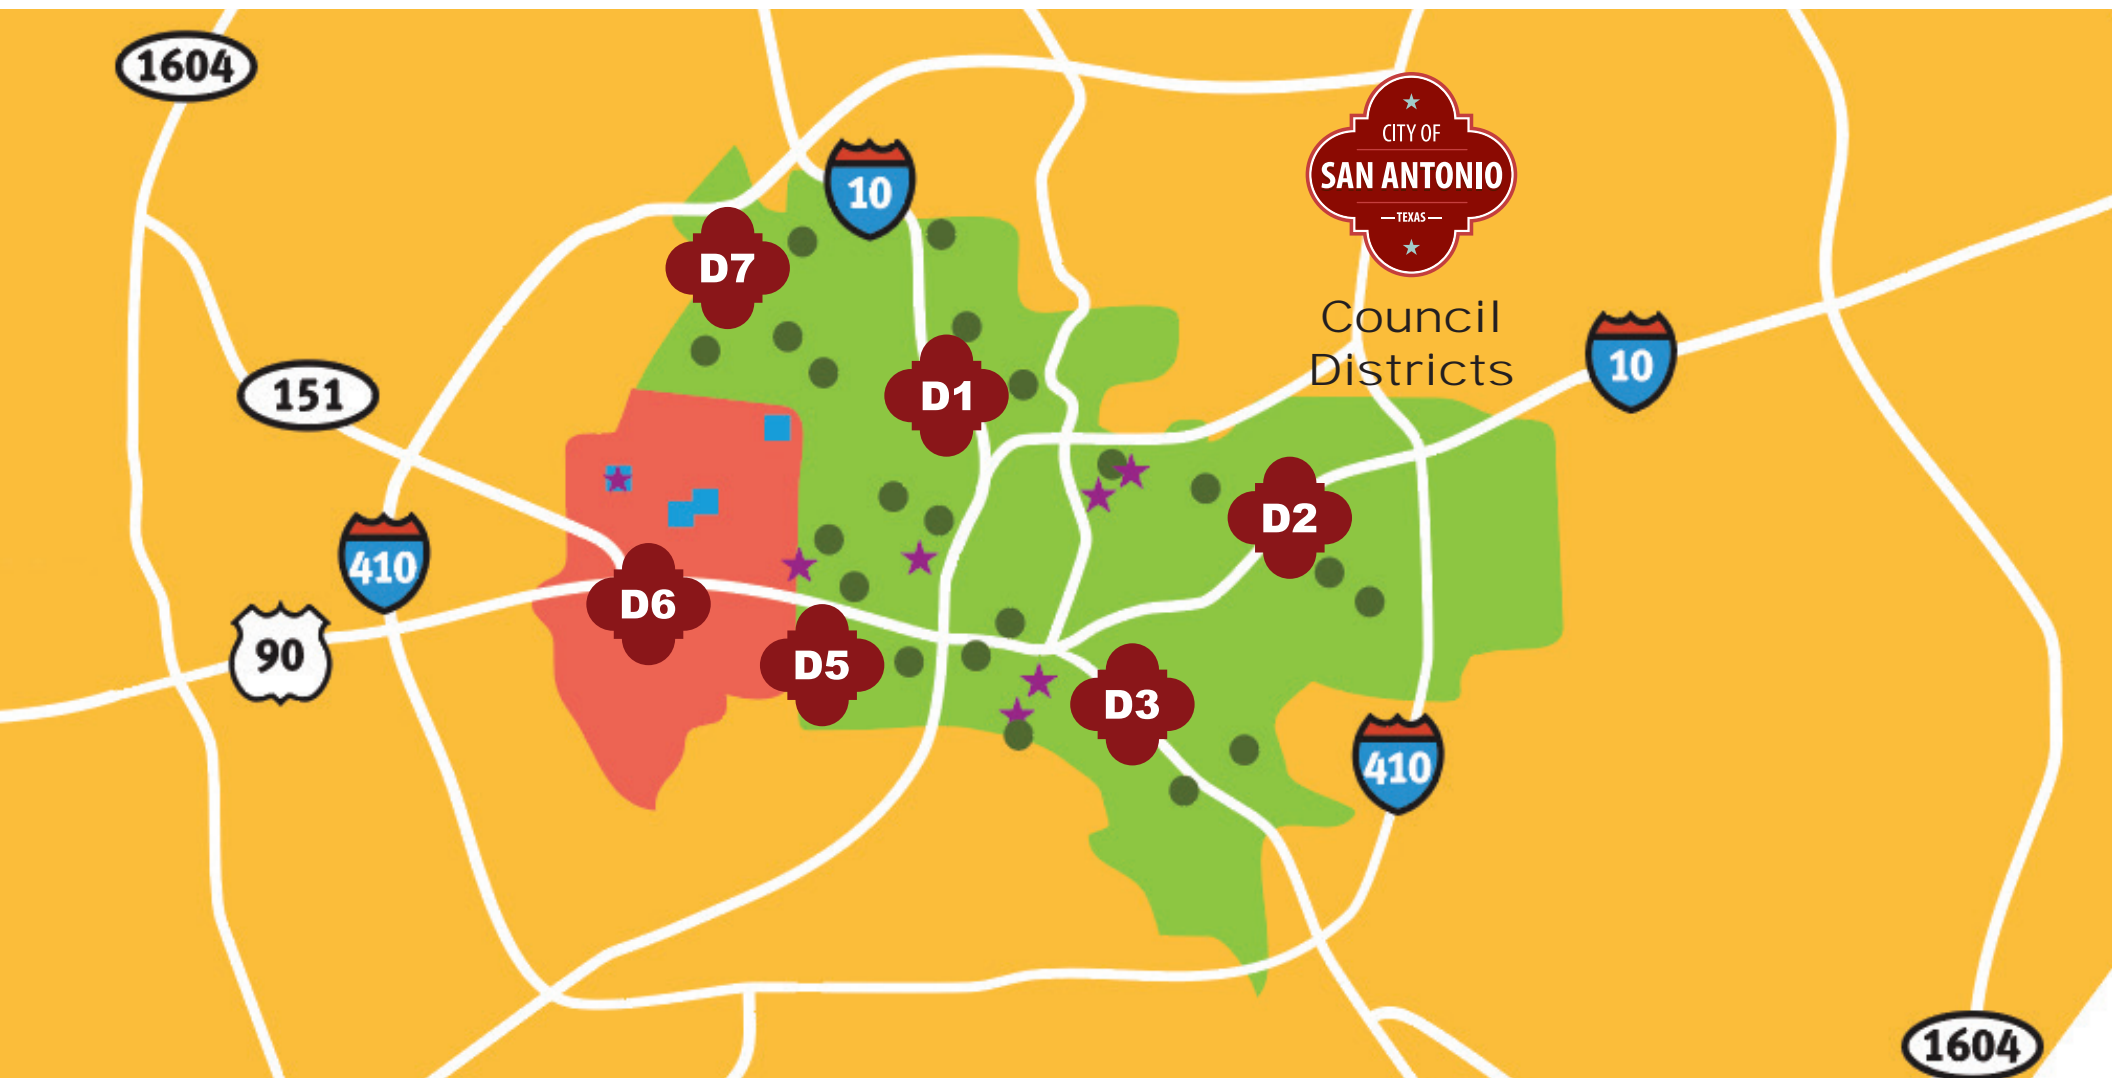 1604
10
CITY OF
SAN ANTONIO
TEXAS
D7
Council
Districts
10
151
D1
D2
410
D6
90
D5
D3
410
1604